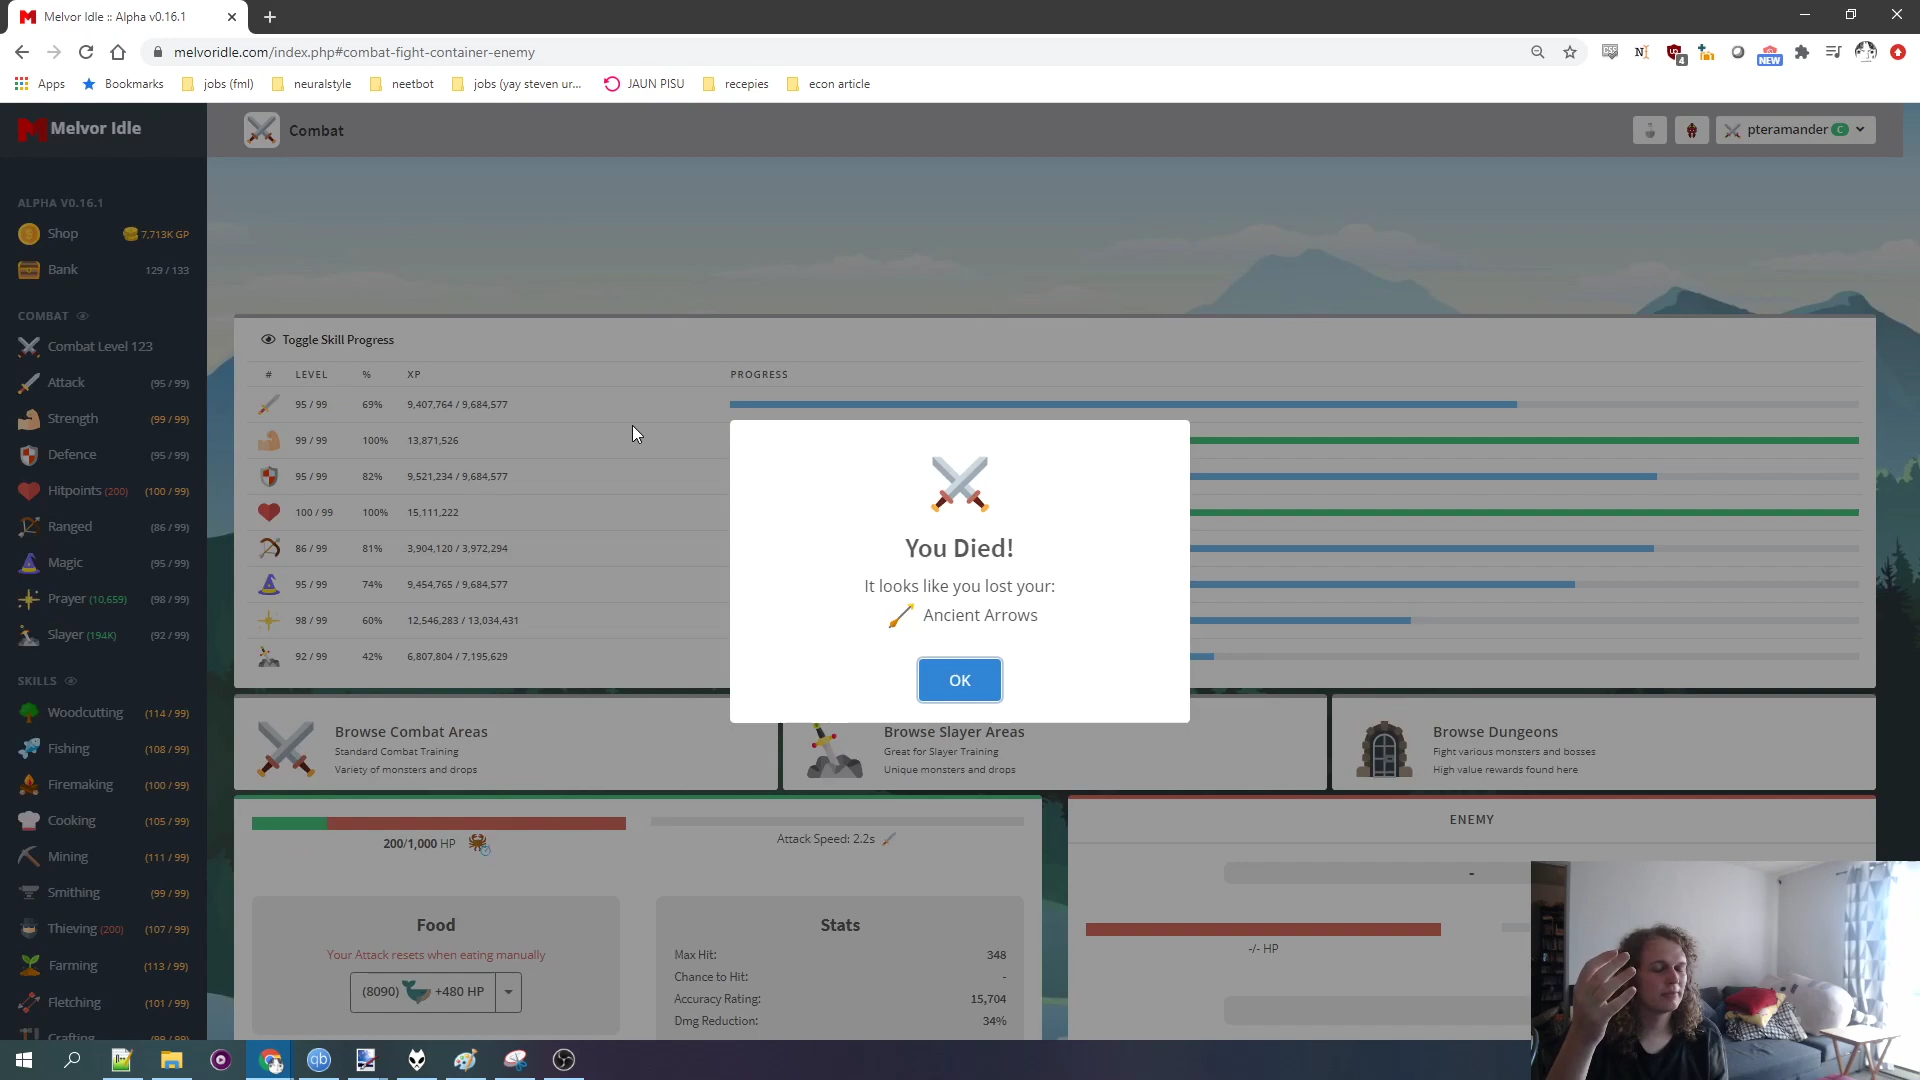 Melvor Idle :: Alpha v0.16.1
melvoridle.com/index.php#combat-fight-container-enemy
4
NEW
Apps
Bookmarks
jobs (fml)
neuralstyle
neetbot
jobs (yay steven ur...
JAUN PISU
recepies
econ article
Melvor Idle
Combat
pteramander C
ALPHA V0.16.1
Shop 7,713K GP
Bank 129 / 133
COMBAT
Combat Level 123
Attack (95 / 99)
Strength (99 / 99)
Defence (95 / 99)
Hitpoints (200) (100 / 99)
Ranged (86 / 99)
Magic (95 / 99)
Prayer (10,659) (98 / 99)
Slayer (194K) (92 / 99)
SKILLS
Woodcutting (114 / 99)
Fishing (108 / 99)
Firemaking (100 / 99)
Cooking (105 / 99)
Mining (111 / 99)
Smithing (99 / 99)
Thieving (200) (107 / 99)
Farming (113 / 99)
Fletching (101 / 99)
Crafting (99 / 99)
Toggle Skill Progress
# LEVEL % XP PROGRESS
95 / 99 69% 9,407,764 / 9,684,577
99 / 99 100% 13,871,526
95 / 99 82% 9,521,234 / 9,684,577
100 / 99 100% 15,111,222
86 / 99 81% 3,904,120 / 3,972,294
95 / 99 74% 9,454,765 / 9,684,577
98 / 99 60% 12,546,283 / 13,034,431
92 / 99 42% 6,807,804 / 7,195,629
You Died!
It looks like you lost your:
Ancient Arrows
OK
Browse Combat Areas
Standard Combat Training
Variety of monsters and drops
Browse Slayer Areas
Great for Slayer Training
Unique monsters and drops
Browse Dungeons
Fight various monsters and bosses
High value rewards found here
200/1,000 HP
Attack Speed: 2.2s
Food
Your Attack resets when eating manually
(8090) +480 HP
Stats
Max Hit: 348
Chance to Hit: -
Accuracy Rating: 15,704
Dmg Reduction: 34%
ENEMY
-
-/- HP
qb